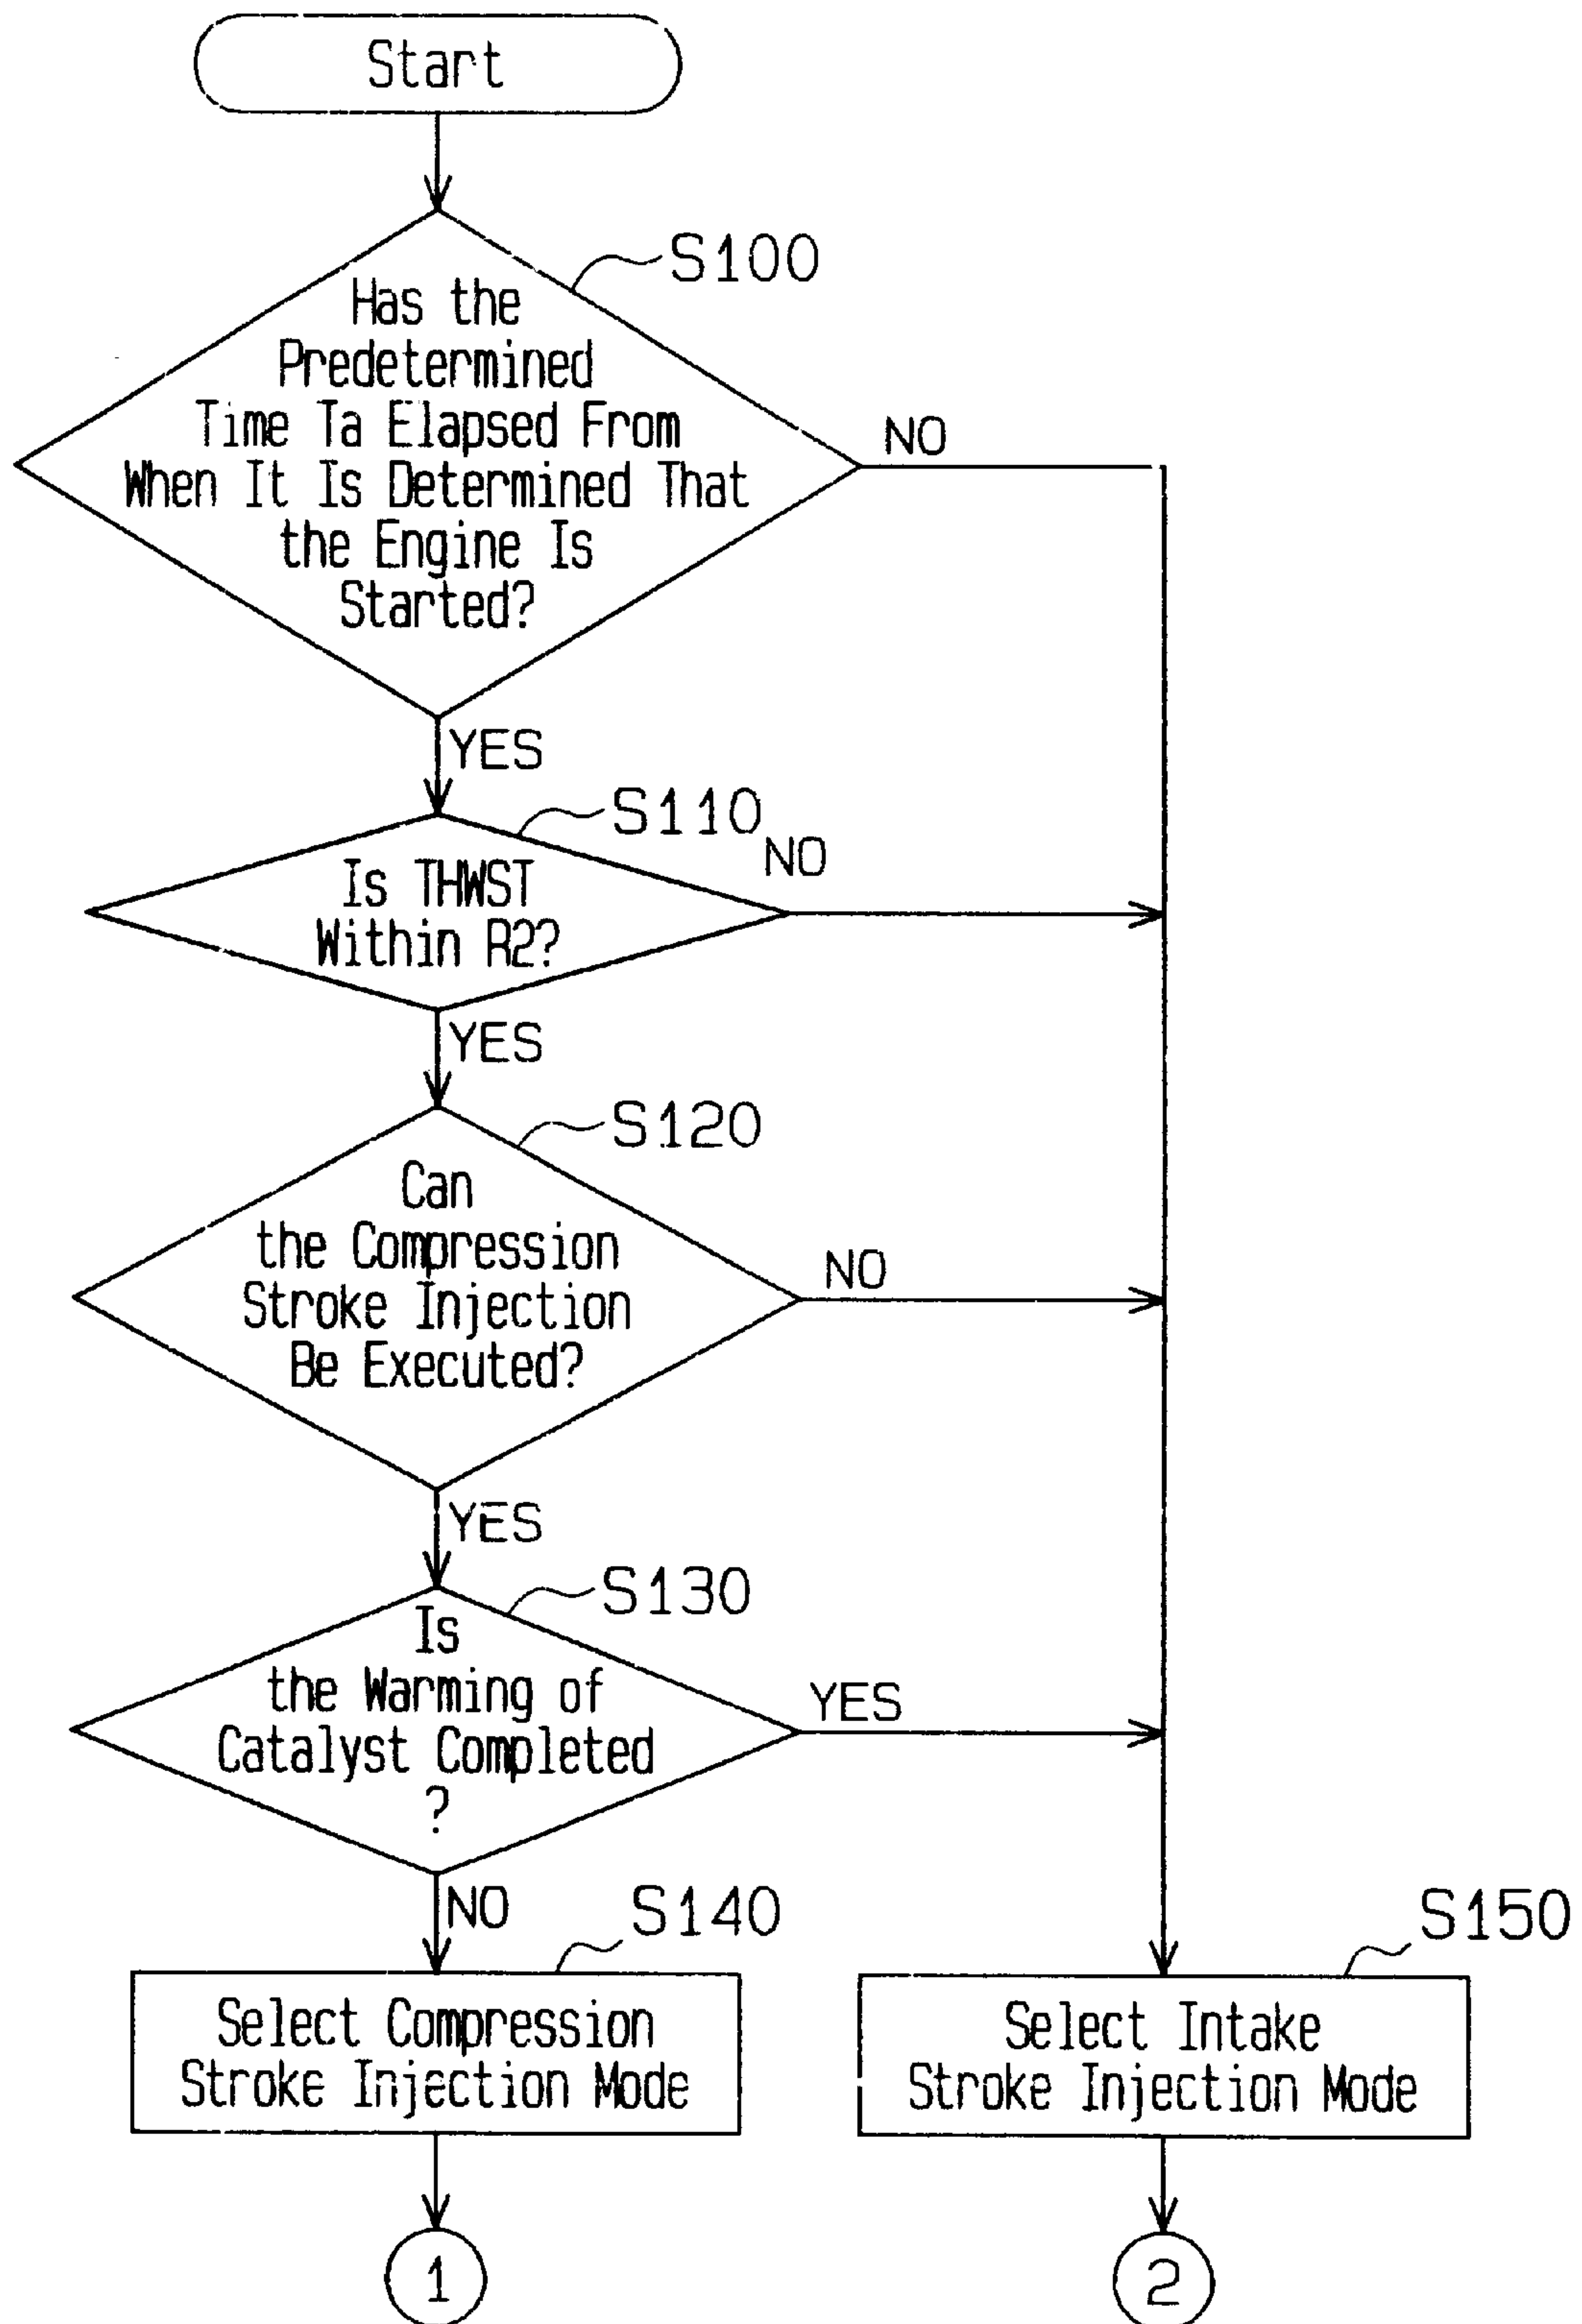 Start
S100
Has the
Predetermined
Time Ta Elapsed From
When It Is Determined That
the Engine Is
Started?
NO
YES
S110
NO
Is THWST
Within R2?
YES
S120
Can
the Compression
Stroke Injection
Be Executed?
NO
YES
S130
Is
the Warming of
Catalyst Completed
?
YES
NO
S140
Select Compression
Stroke Injection Mode
S150
Select Intake
Stroke Injection Mode
1
2